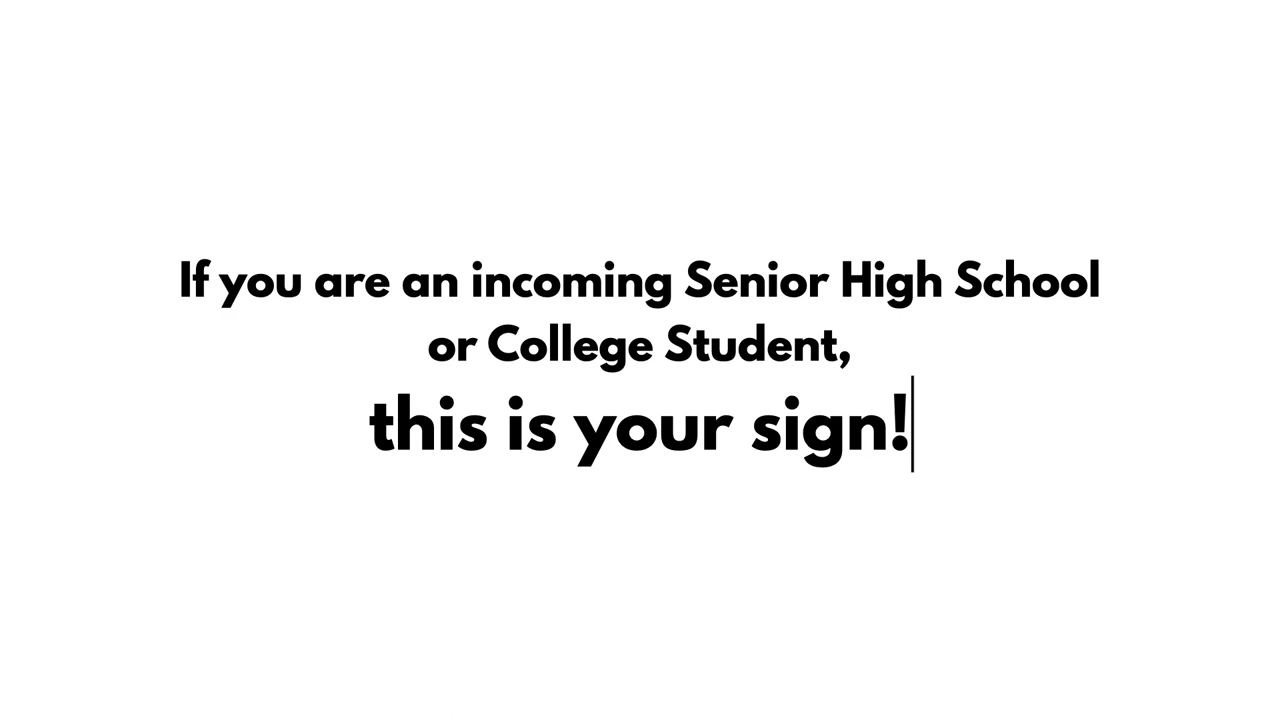 If you are an incoming Senior High School
or College Student,
this is your sign!